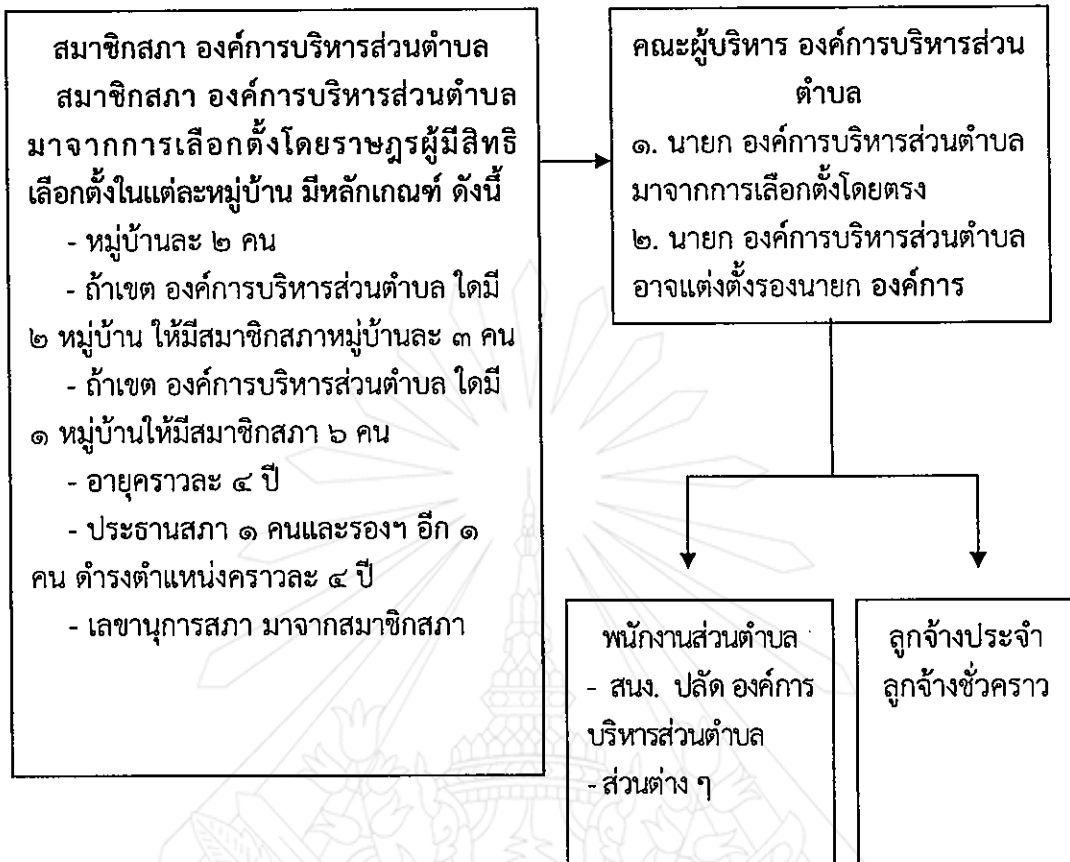 สมาชิกสภา องค์การบริหารส่วนตำบล
สมาชิกสภา องค์การบริหารส่วนตำบล
มาจากการเลือกตั้งโดยราษฎรผู้มีสิทธิ
เลือกตั้งในแต่ละหมู่บ้าน มีหลักเกณฑ์ ดังนี้
- หมู่บ้านละ ๒ คน
- ถ้าเขต องค์การบริหารส่วนตำบล ใดมี
๒ หมู่บ้าน ให้มีสมาชิกสภาหมู่บ้านละ ๓ คน
- ถ้าเขต องค์การบริหารส่วนตำบล ใดมี
๑ หมู่บ้านให้มีสมาชิกสภา ๖ คน
- อายุคราวละ ๔ ปี
- ประธานสภา ๑ คนและรองฯ อีก ๑
คน ดำรงตำแหน่งคราวละ ๔ ปี
- เลขานุการสภา มาจากสมาชิกสภา
คณะผู้บริหาร องค์การบริหารส่วน
ตำบล
๑. นายก องค์การบริหารส่วนตำบล
มาจากการเลือกตั้งโดยตรง
๒. นายก องค์การบริหารส่วนตำบล
อาจแต่งตั้งรองนายก องค์การ
พนักงานส่วนตำบล
- สนง. ปลัด องค์การ
บริหารส่วนตำบล
- ส่วนต่าง ๆ
ลูกจ้างประจำ
ลูกจ้างชั่วคราว